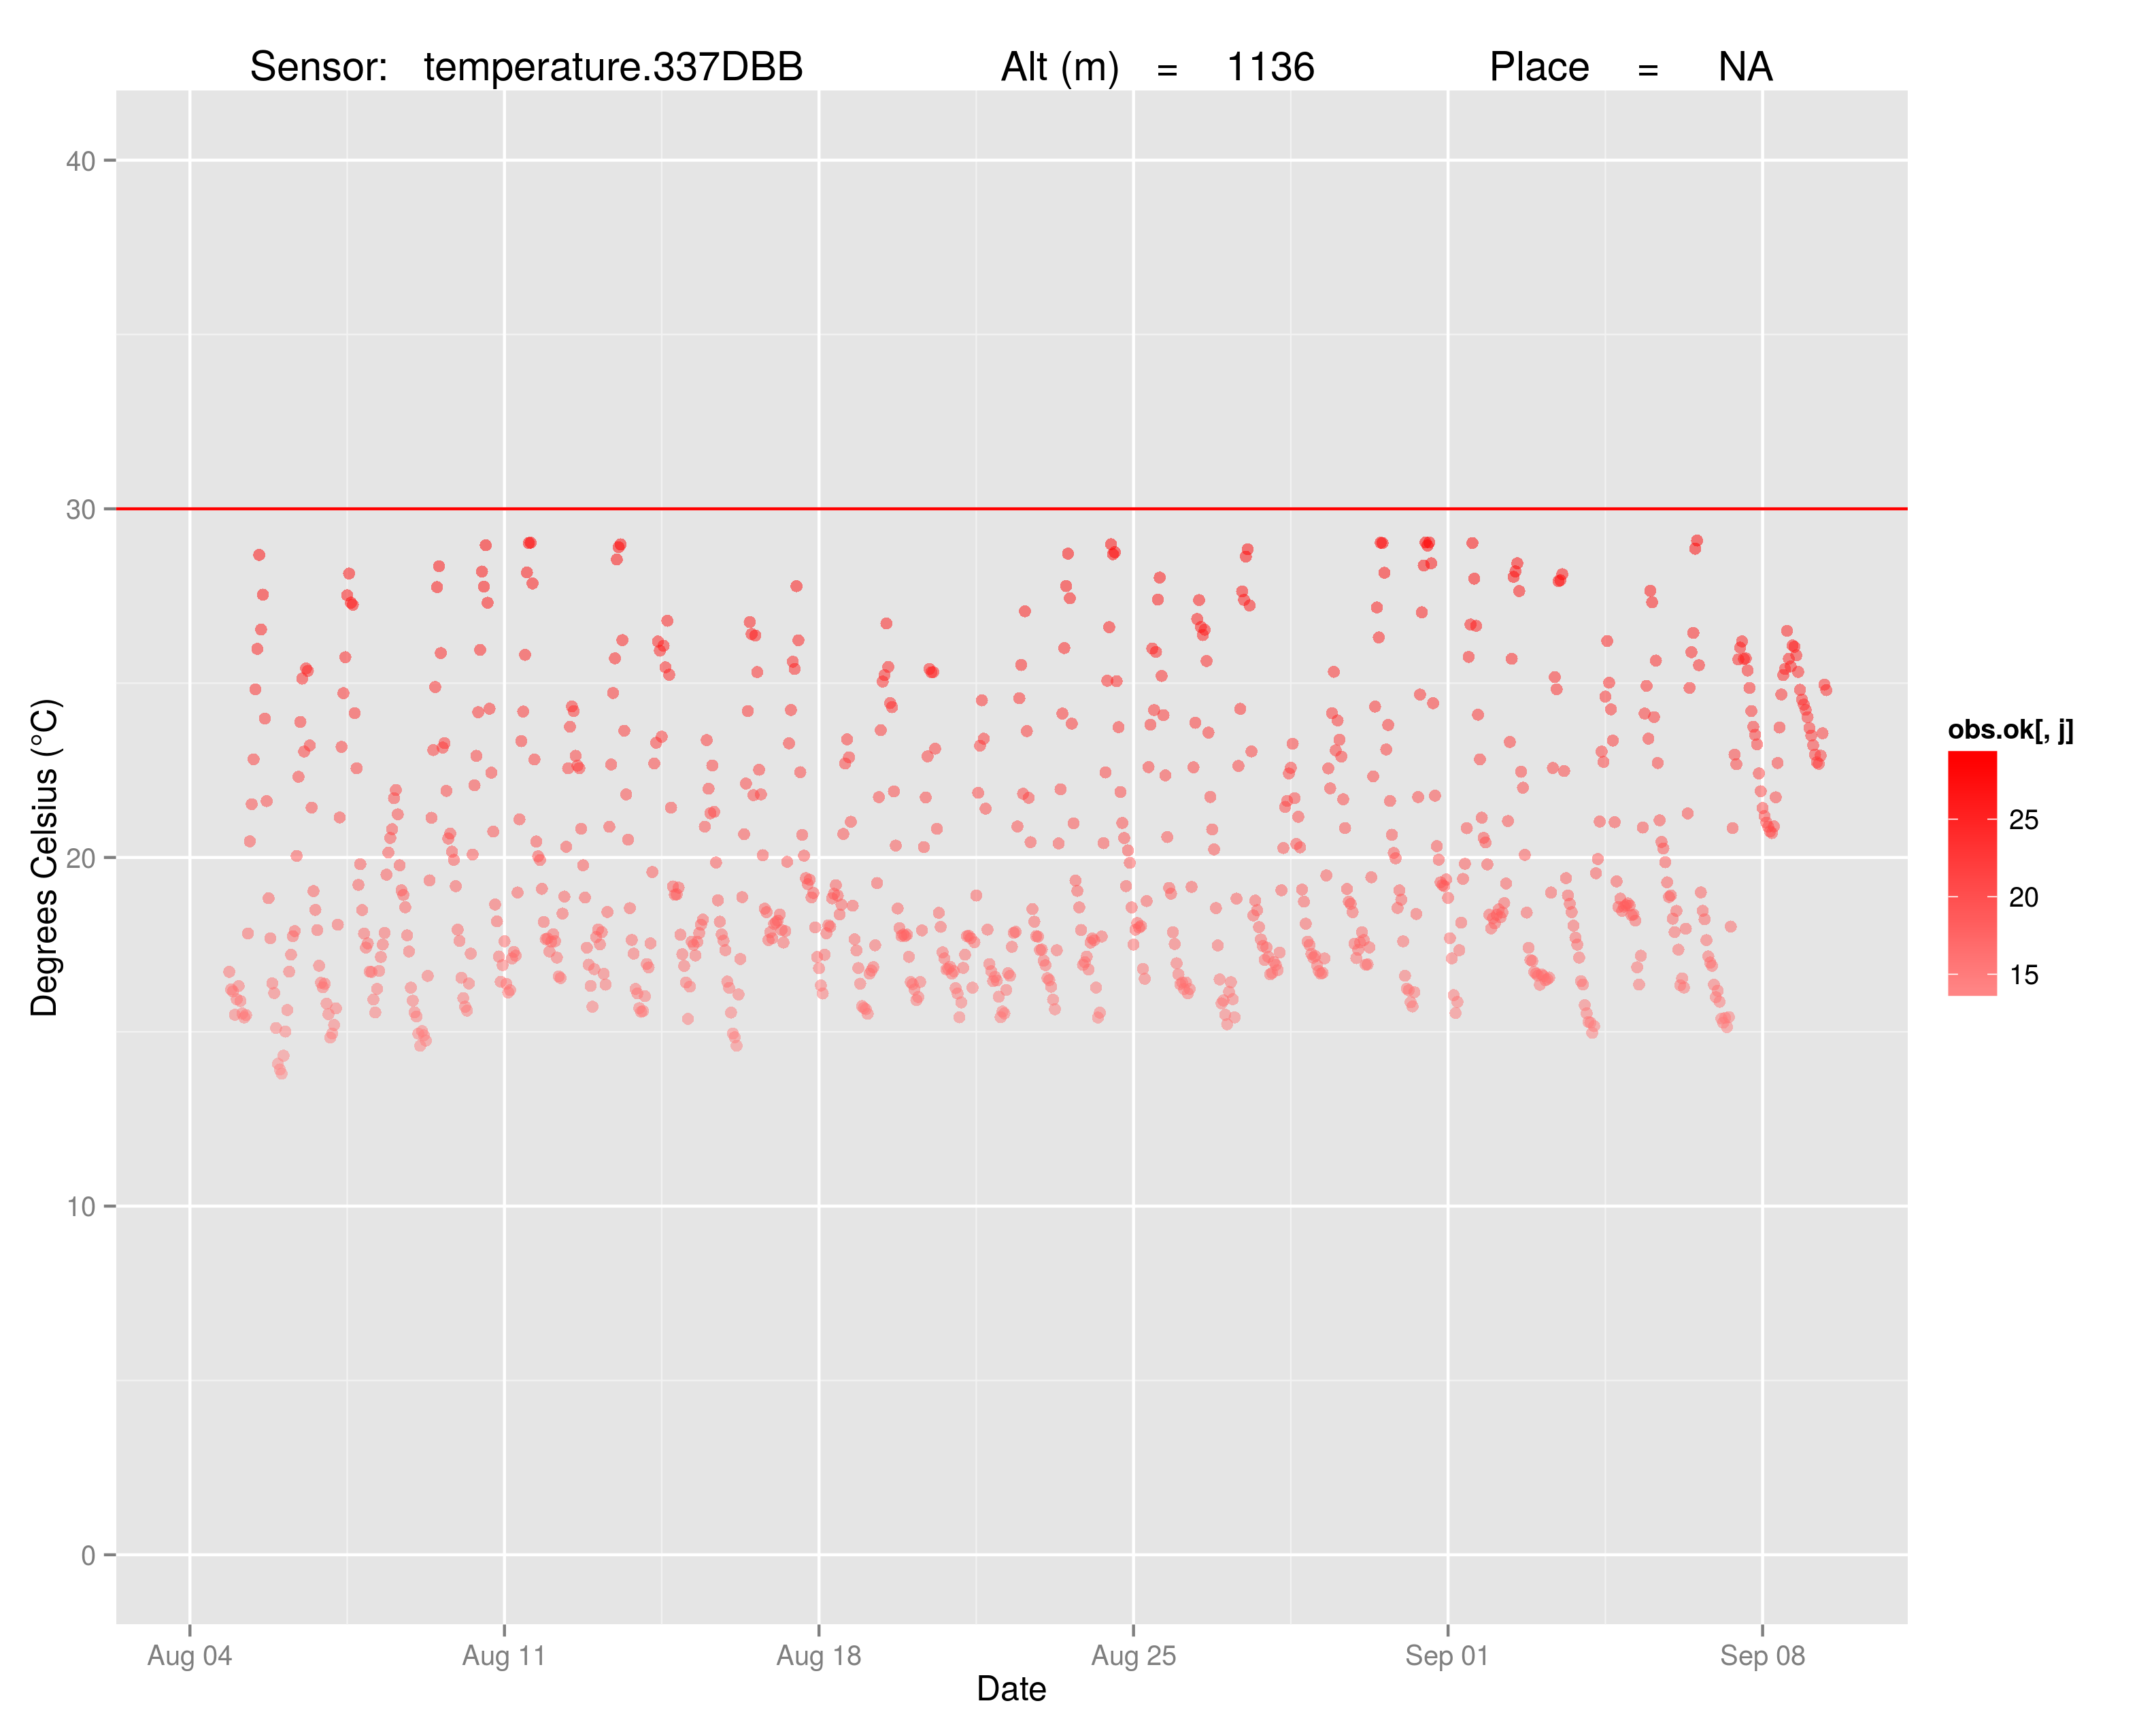 Sensor: temperature.337DBB Alt (m) = 1136 Place = NA
40
30
20
10
0
Degrees Celsius (°C)
Aug 04 Aug 11 Aug 18 Aug 25 Sep 01 Sep 08
Date
obs.ok[, j]
25
20
15